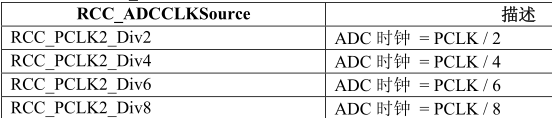 RCC_ADCCLKSource 描述
RCC_PCLK2_Div2 ADC 时钟 = PCLK / 2
RCC_PCLK2_Div4 ADC 时钟 = PCLK / 4
RCC_PCLK2_Div6 ADC 时钟 = PCLK / 6
RCC_PCLK2_Div8 ADC 时钟 = PCLK / 8